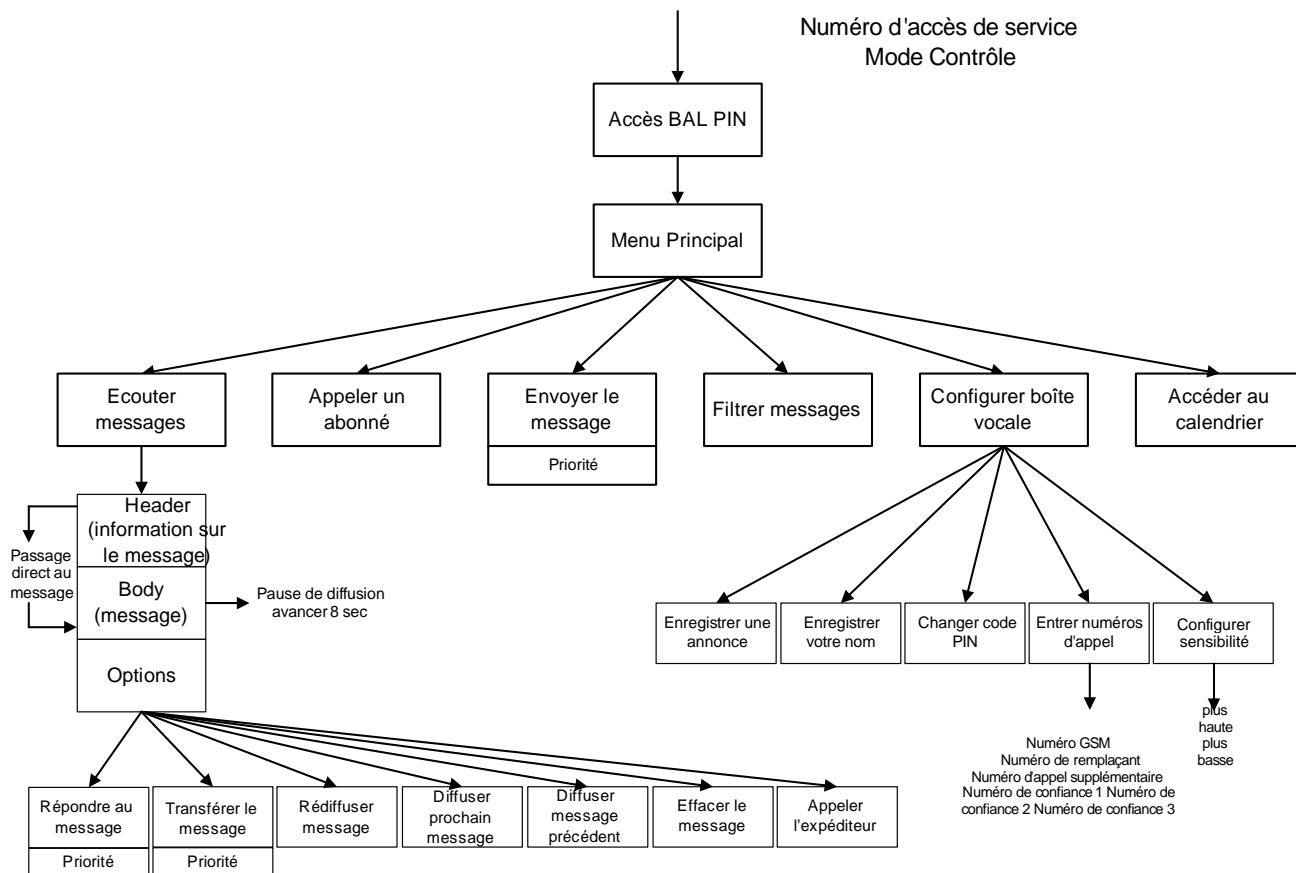 Numéro d'accès de service
Mode Contrôle
Accès BAL PIN
Menu Principal
Ecouter
messages
Appeler un
abonné
Envoyer le
message
Priorité
Filtrer messages
Configurer boîte
vocale
Accéder au
calendrier
Header
(information sur
le message)
Passage
direct au
message
Body
(message)
Pause de diffusion
avancer 8 sec
Options
Enregistrer une
annonce
Enregistrer
votre nom
Changer code
PIN
Entrer numéros
d'appel
Configurer
sensibilité
Numéro GSM
Numéro de remplaçant
Numéro d'appel supplémentaire
Numéro de confiance 1 Numéro de
confiance 2 Numéro de confiance 3
plus
haute
plus
basse
Répondre au
message
Priorité
Transférer le
message
Priorité
Rédiffuser
message
Diffuser
prochain
message
Diffuser
message
précédent
Effacer le
message
Appeler
l'expéditeur